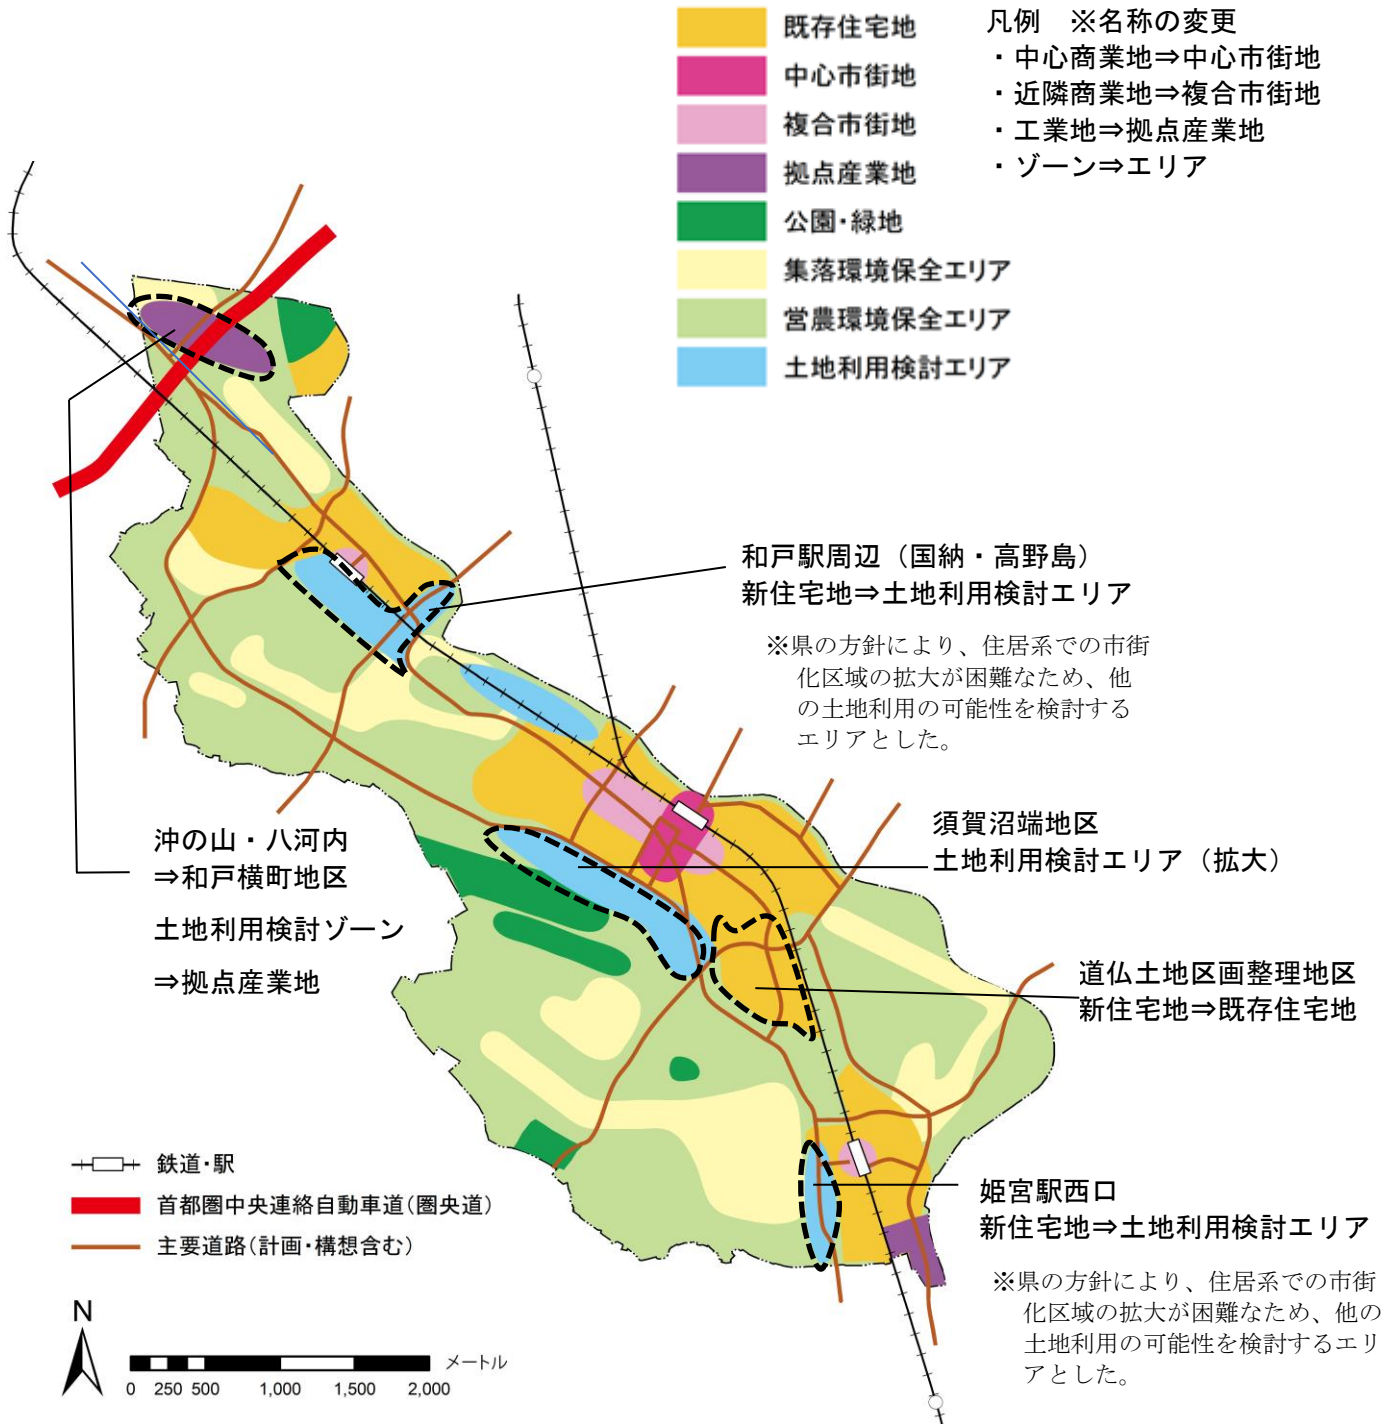 既存住宅地
中心市街地
複合市街地
拠点産業地
公園・緑地
集落環境保全エリア
営農環境保全エリア
土地利用検討エリア
凡例　※名称の変更
・中心商業地⇒中心市街地
・近隣商業地⇒複合市街地
・工業地⇒拠点産業地
・ゾーン⇒エリア
和戸駅周辺（国納・高野島）
新住宅地⇒土地利用検討エリア
※県の方針により、住居系での市街
化区域の拡大が困難なため、他
の土地利用の可能性を検討する
エリアとした。
須賀沼端地区
土地利用検討エリア（拡大）
沖の山・八河内
⇒和戸横町地区
土地利用検討ゾーン
⇒拠点産業地
道仏土地区画整理地区
新住宅地⇒既存住宅地
姫宮駅西口
新住宅地⇒土地利用検討エリア
※県の方針により、住居系での市街
化区域の拡大が困難なため、他の
土地利用の可能性を検討するエリ
アとした。
鉄道・駅
首都圏中央連絡自動車道(圏央道)
主要道路(計画・構想含む)
N
メートル
0 250 500 1,000 1,500 2,000